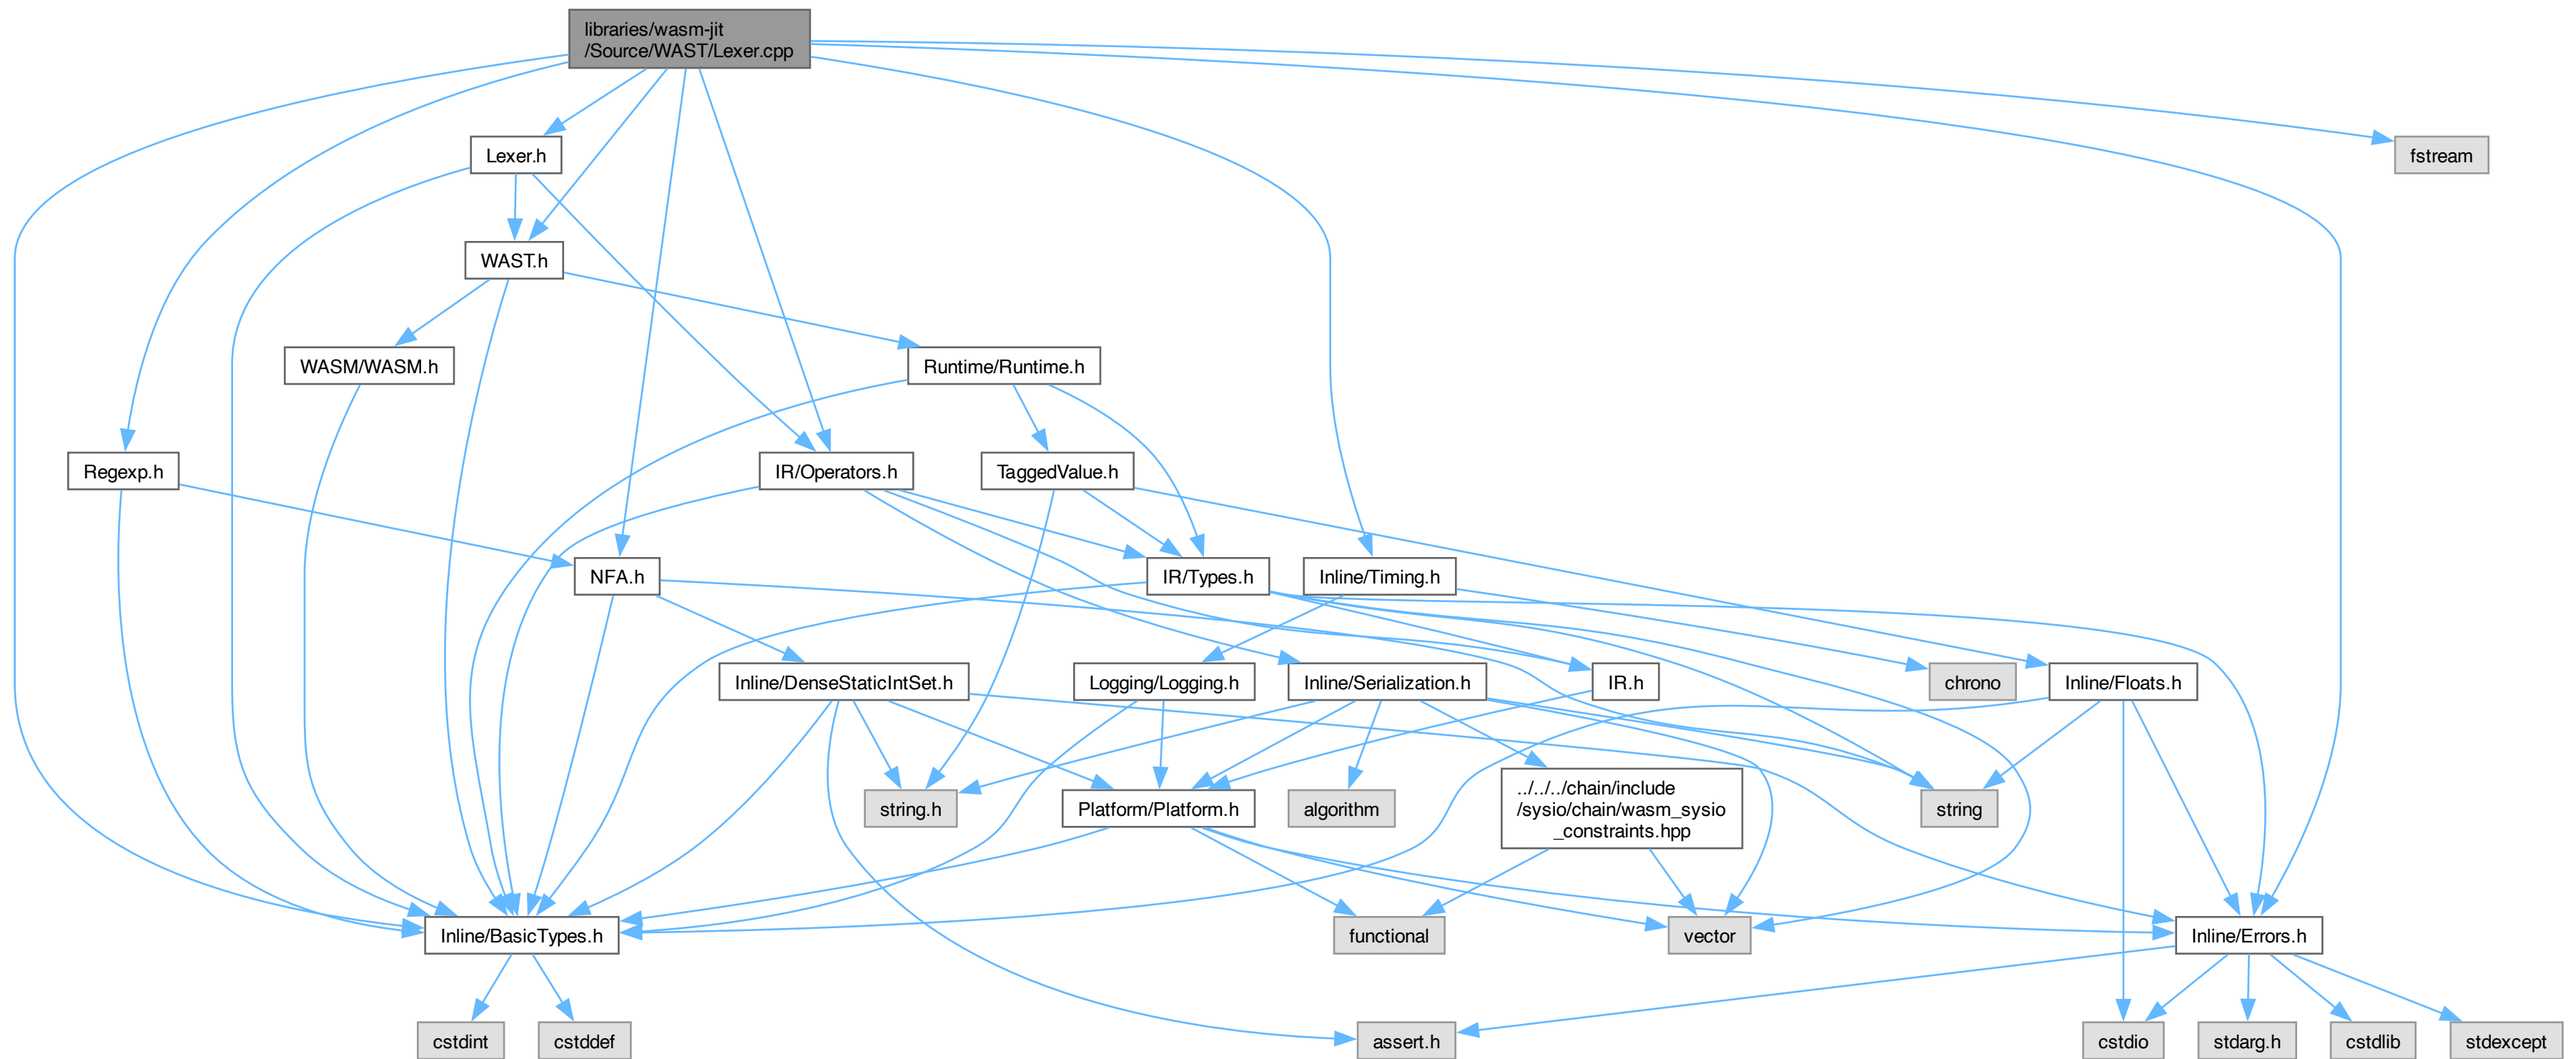 libraries/wasm-jit
/Source/WAST/Lexer.cpp
Lexer.h
fstream
WAST.h
WASM/WASM.h
Runtime/Runtime.h
Regexp.h
IR/Operators.h
TaggedValue.h
NFA.h
IR/Types.h
Inline/Timing.h
Inline/DenseStaticIntSet.h
Logging/Logging.h
Inline/Serialization.h
IR.h
chrono
Inline/Floats.h
string.h
Platform/Platform.h
algorithm
../../../chain/include
/sysio/chain/wasm_sysio
_constraints.hpp
string
Inline/BasicTypes.h
functional
vector
Inline/Errors.h
cstdint
cstddef
assert.h
cstdio
stdarg.h
cstdlib
stdexcept